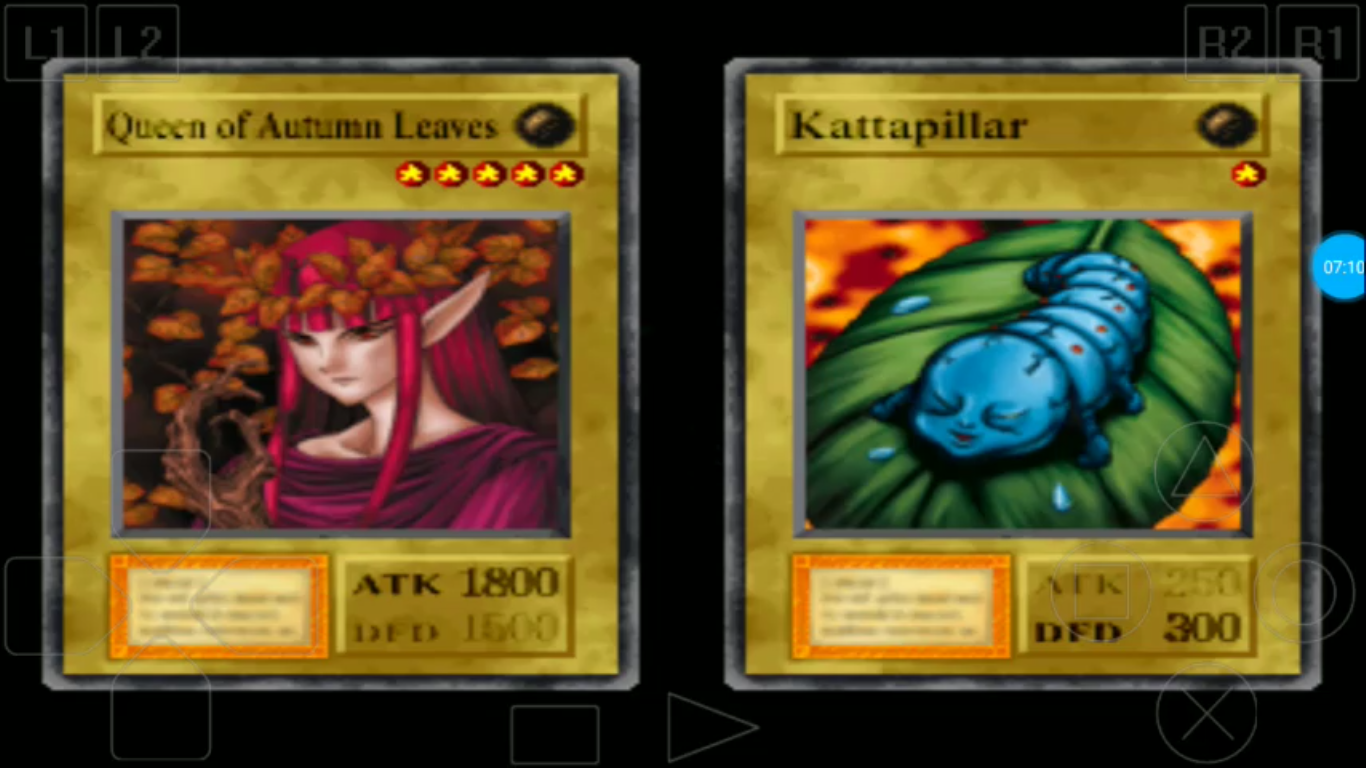 L1 L2 R2 R1
Queen of Autumn Leaves
Kattapillar
07:10
ATK 1800
DFD 1500
ATK 250
DFD 300